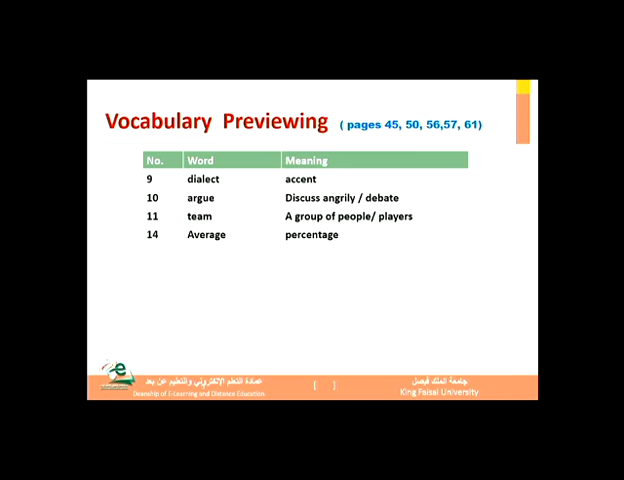 Vocabulary Previewing ( pages 45, 50, 56,57, 61)
No. Word Meaning
9 dialect accent
10 argue Discuss angrily / debate
11 team A group of people/ players
14 Average percentage
e
عمادة التعلم الإلكتروني والتعليم عن بعد
Deanship of E-Learning and Distance Education
[ ]
جامعة الملك فيصل
King Faisal University